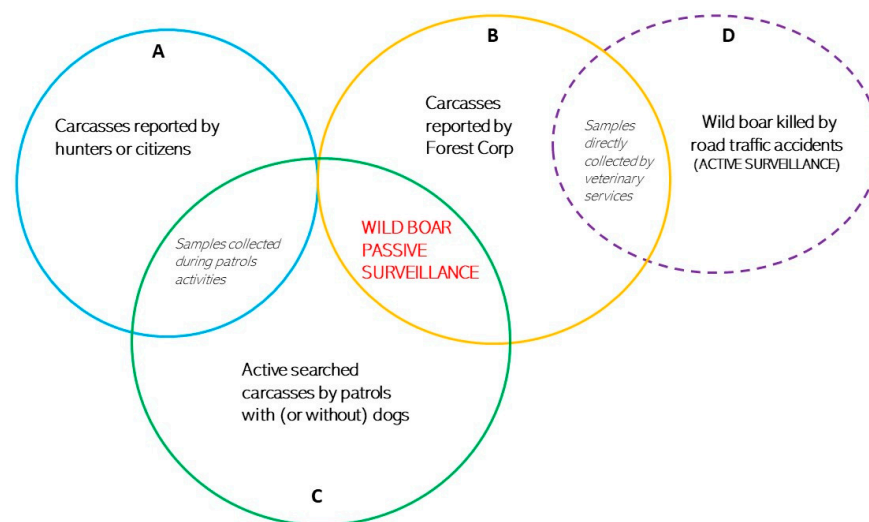 A
B
D
Carcasses reported by
hunters or citizens
Carcasses
reported by
Forest Corp
Samples
directly
collected by
veterinary
services
Wild boar killed by
road traffic accidents
(ACTIVE SURVEILLANCE)
Samples collected
during patrols
activities
WILD BOAR
PASSIVE
SURVEILLANCE
Active searched
carcasses by patrols
with (or without) dogs
C